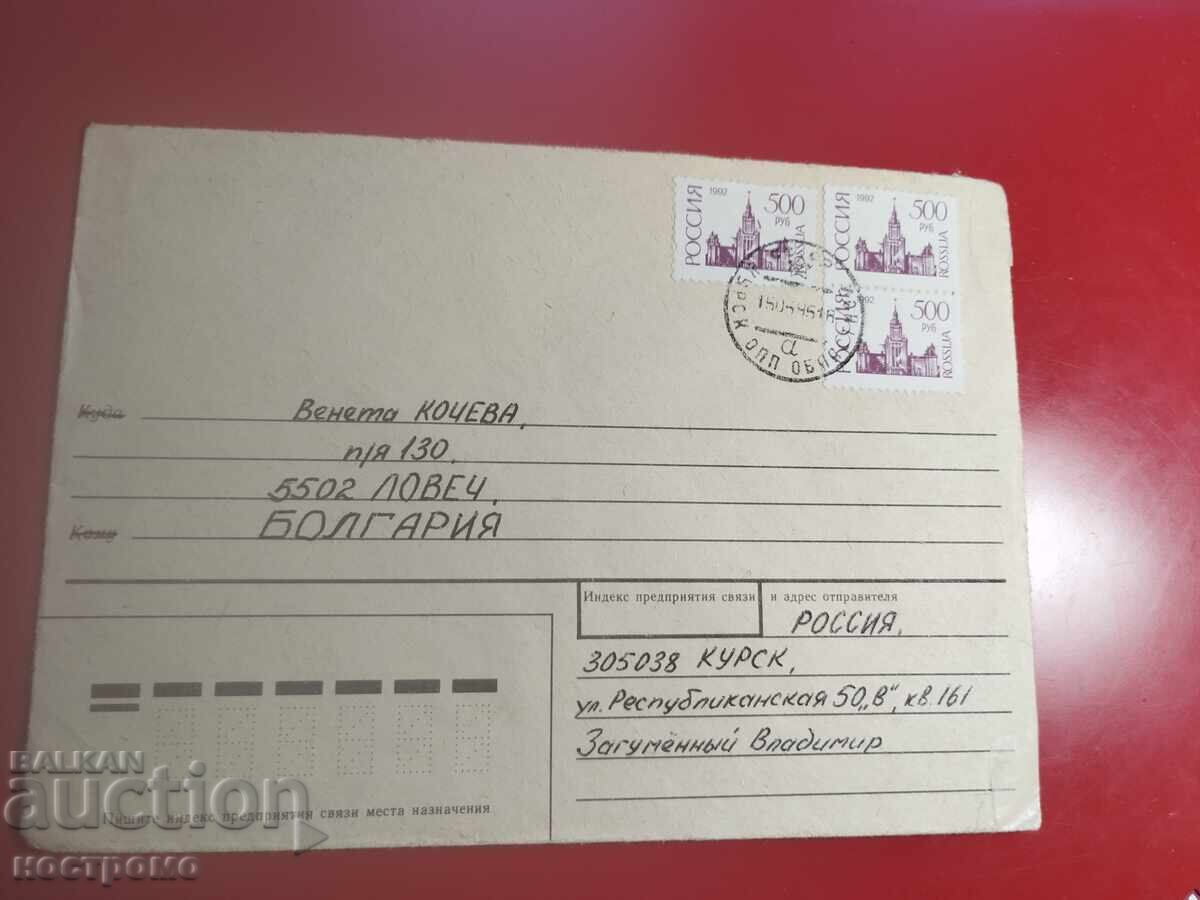 РОССИЯ 1992 500 РУБ ROSSIJA
РОССИЯ 1992 500 РУБ ROSSIJA
РОССИЯ 1992 500 РУБ ROSSIJA
КУРСК ОПП
а
Куда Венета КОЧЕВА,
п/я 130,
5502 ЛОВЕЧ,
Кому БОЛГАРИЯ
Индекс предприятия связи и адрес отправителя
РОССИЯ,
305038 КУРСК,
ул. Республиканская 50 „В", кв. 161
Загуменный Владимир
Пишите индекс предприятия связи места назначения
BALKAN
auction
ностромо